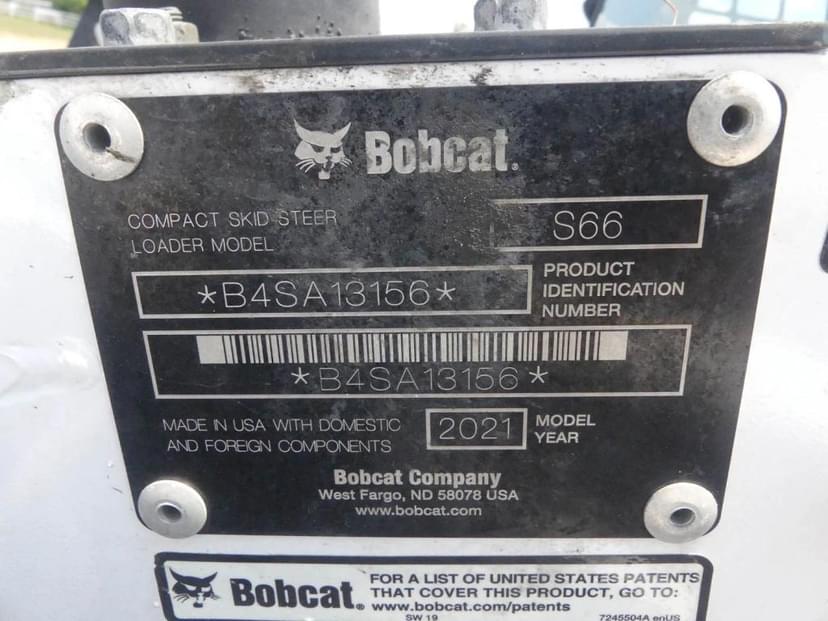 Bobcat.
COMPACT SKID STEER
LOADER MODEL
S66
*B4SA13156*
PRODUCT
IDENTIFICATION
NUMBER
*B4SA13156*
MADE IN USA WITH DOMESTIC
AND FOREIGN COMPONENTS
2021
MODEL
YEAR
Bobcat Company
West Fargo, ND 58078 USA
www.bobcat.com
Bobcat.
FOR A LIST OF UNITED STATES PATENTS
THAT COVER THIS PRODUCT, GO TO:
www.bobcat.com/patents
SW 19
7245504A enUS